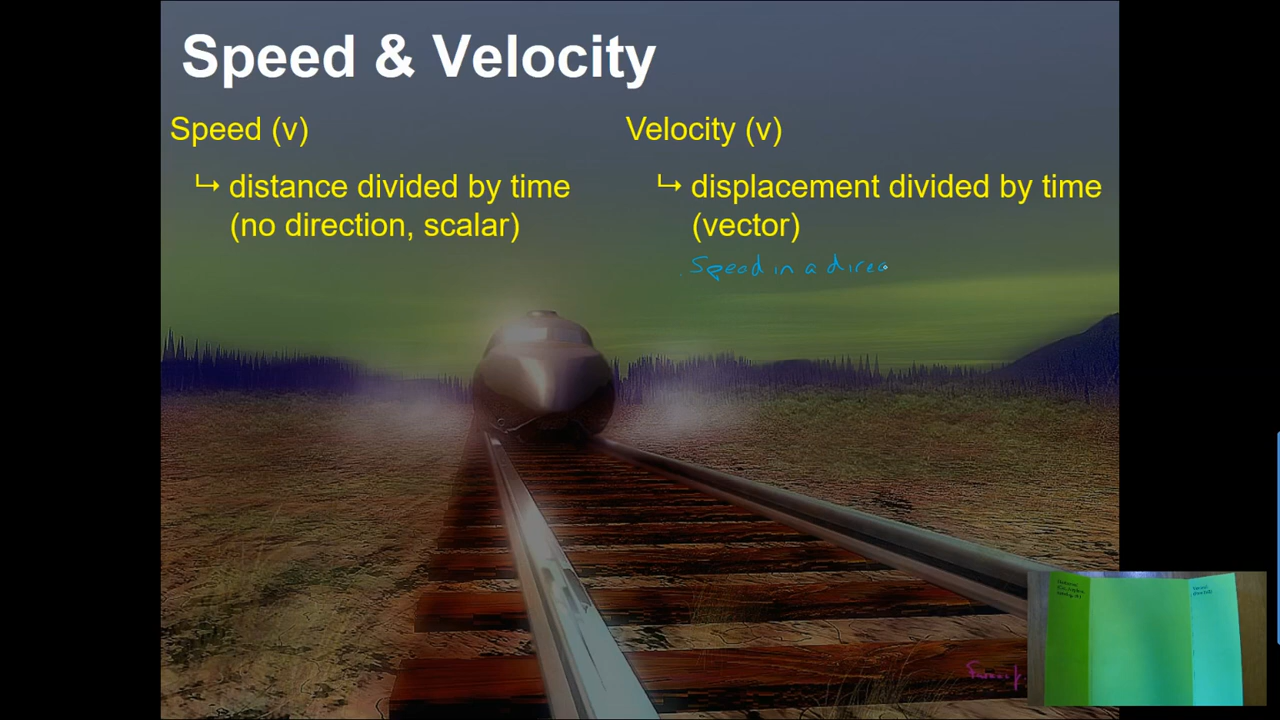 Speed & Velocity
Speed (v)
↳ distance divided by time
(no direction, scalar)
Velocity (v)
↳ displacement divided by time
(vector)
Speed in a direc